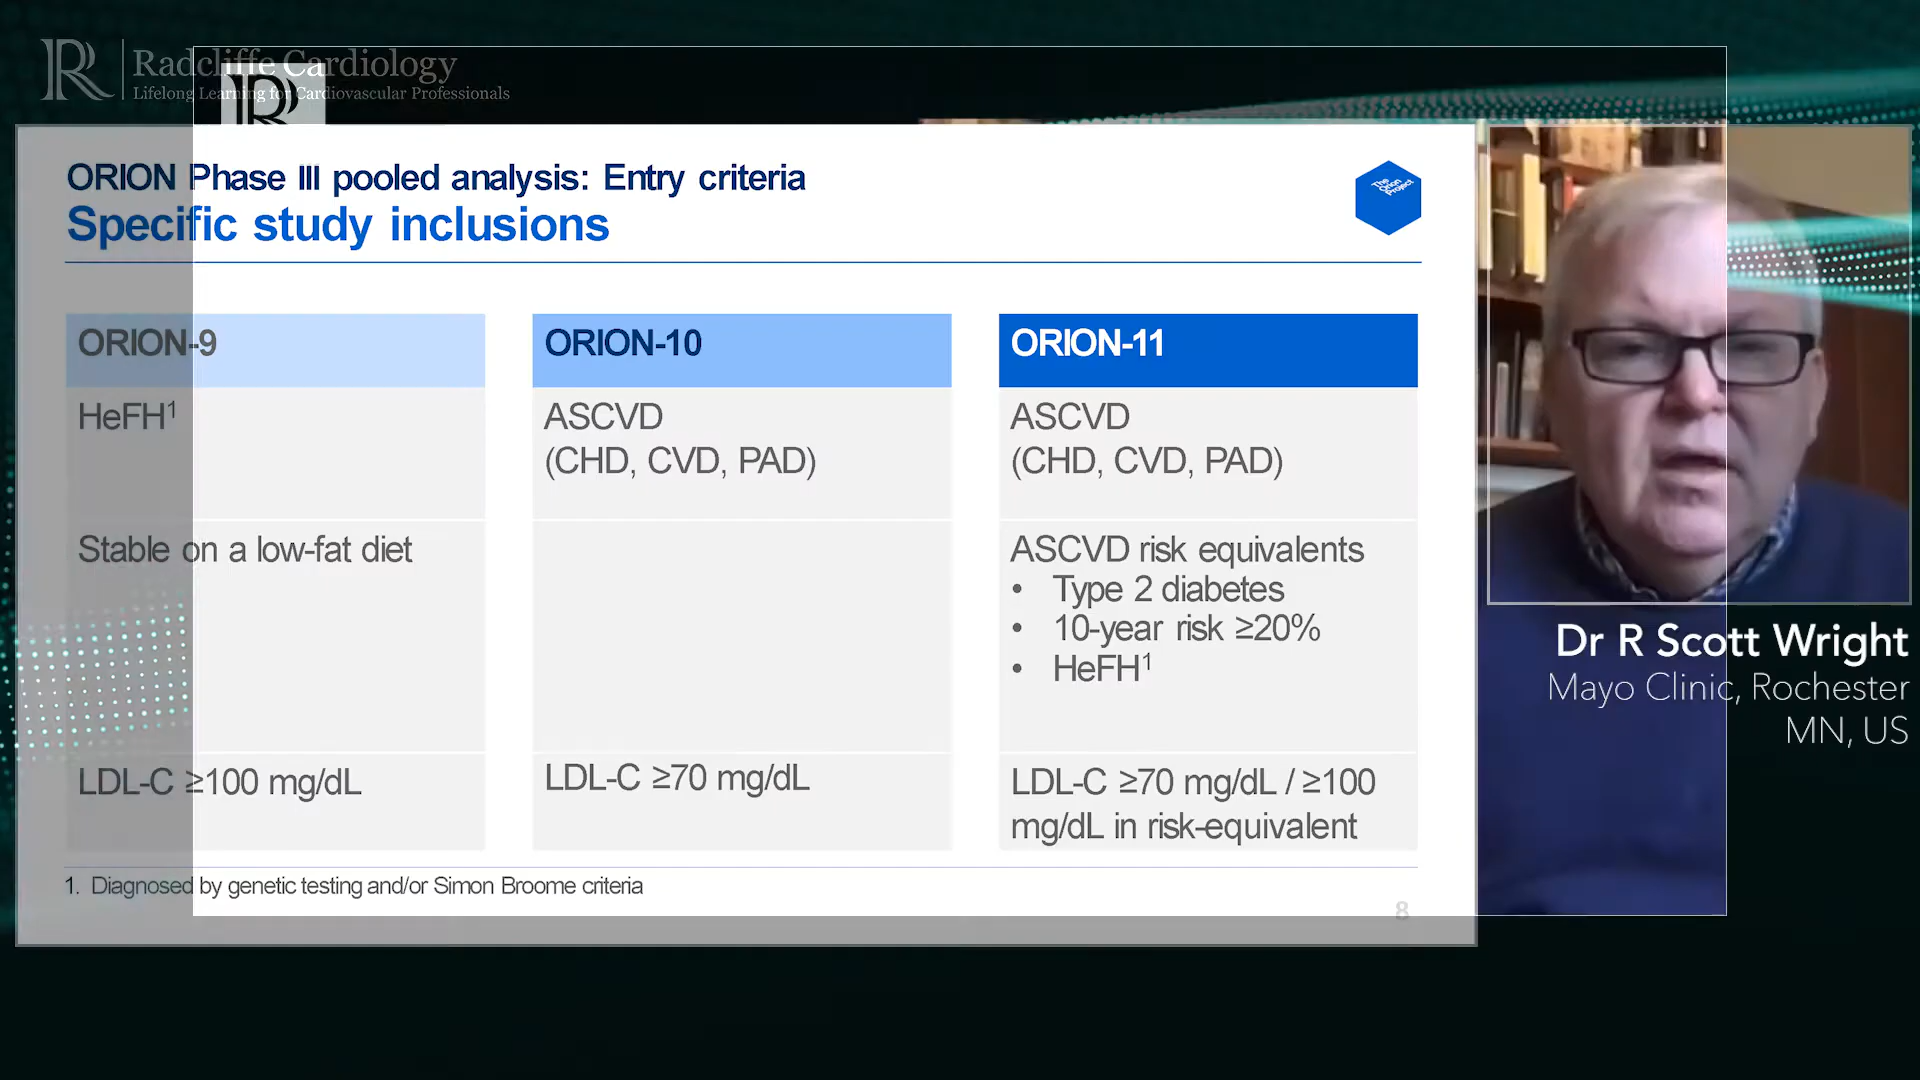 R
Radcliffe Cardiology
Lifelong Learning for Cardiovascular Professionals
R
ORION Phase III pooled analysis: Entry criteria
Specific study inclusions
The
Orion
Project
ORION-9
HeFH¹
Stable on a low-fat diet
LDL-C ≥100 mg/dL
ORION-10
ASCVD
(CHD, CVD, PAD)
LDL-C ≥70 mg/dL
ORION-11
ASCVD
(CHD, CVD, PAD)
ASCVD risk equivalents
• Type 2 diabetes
• 10-year risk ≥20%
• HeFH¹
LDL-C ≥70 mg/dL / ≥100
mg/dL in risk-equivalent
1. Diagnosed by genetic testing and/or Simon Broome criteria
8
Dr R Scott Wright
Mayo Clinic, Rochester
MN, US